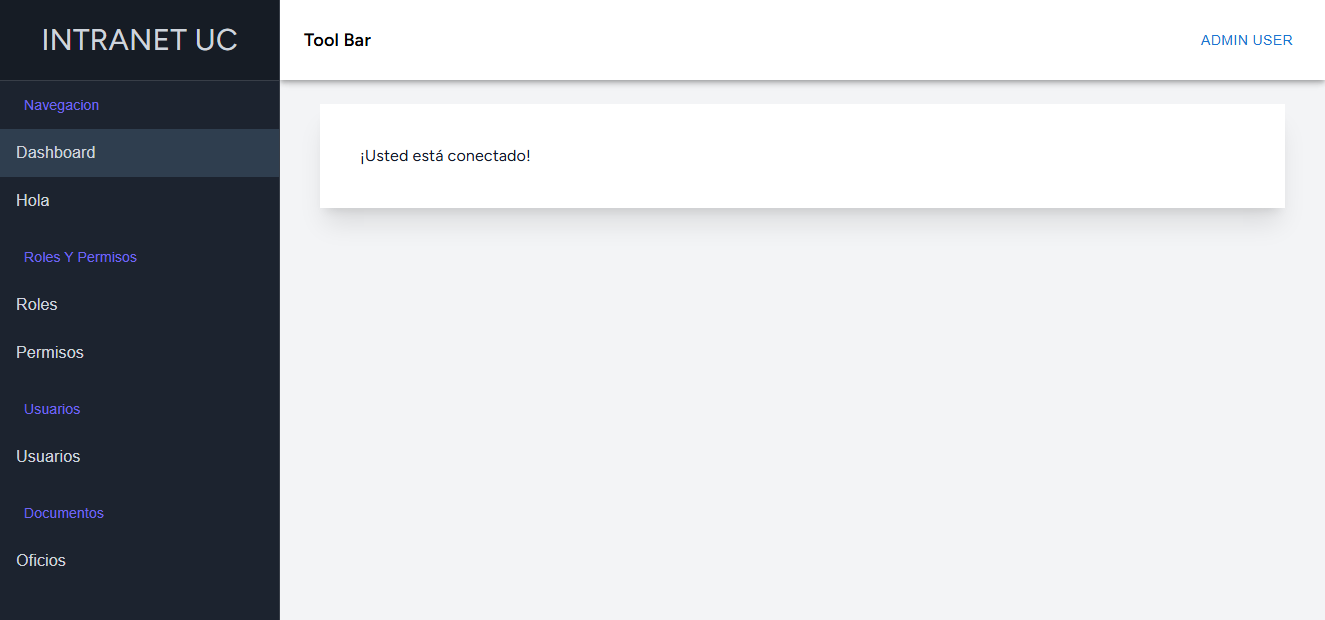 INTRANET UC
Tool Bar
ADMIN USER
Navegacion
Dashboard
Hola
Roles Y Permisos
Roles
Permisos
Usuarios
Usuarios
Documentos
Oficios
¡Usted está conectado!